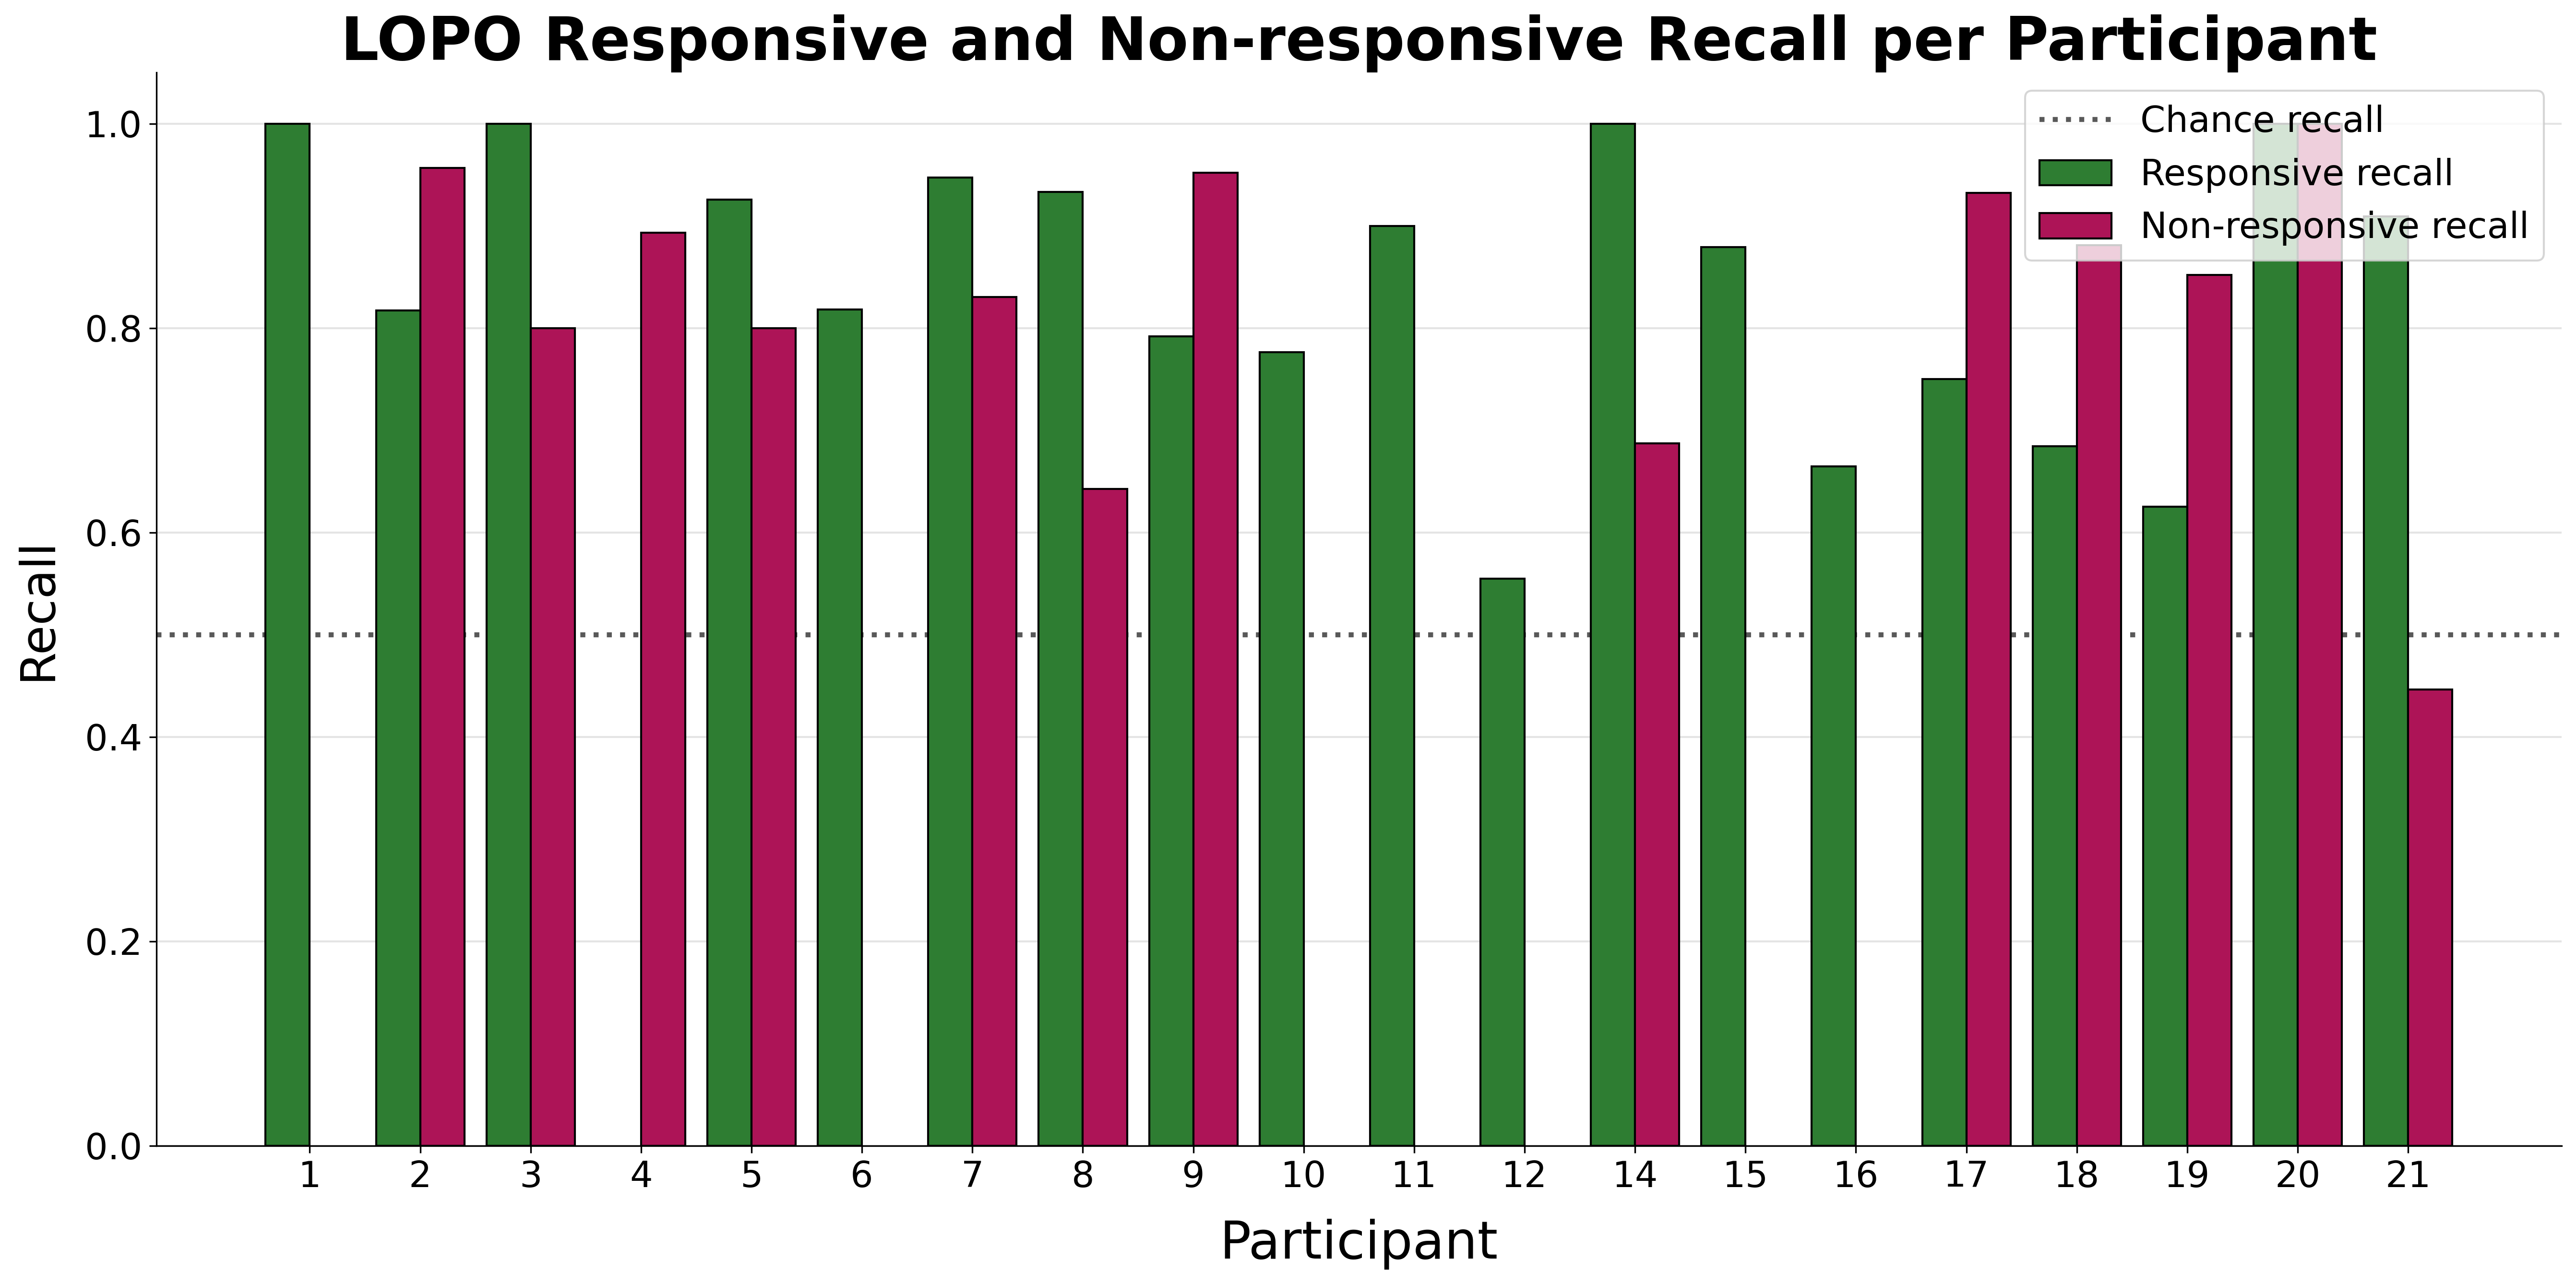 LOPO Responsive and Non-responsive Recall per Participant
Chance recall
Responsive recall
Non-responsive recall
1.0
0.8
0.6
0.4
0.2
0.0
Recall
1 2 3 4 5 6 7 8 9 10 11 12 14 15 16 17 18 19 20 21
Participant